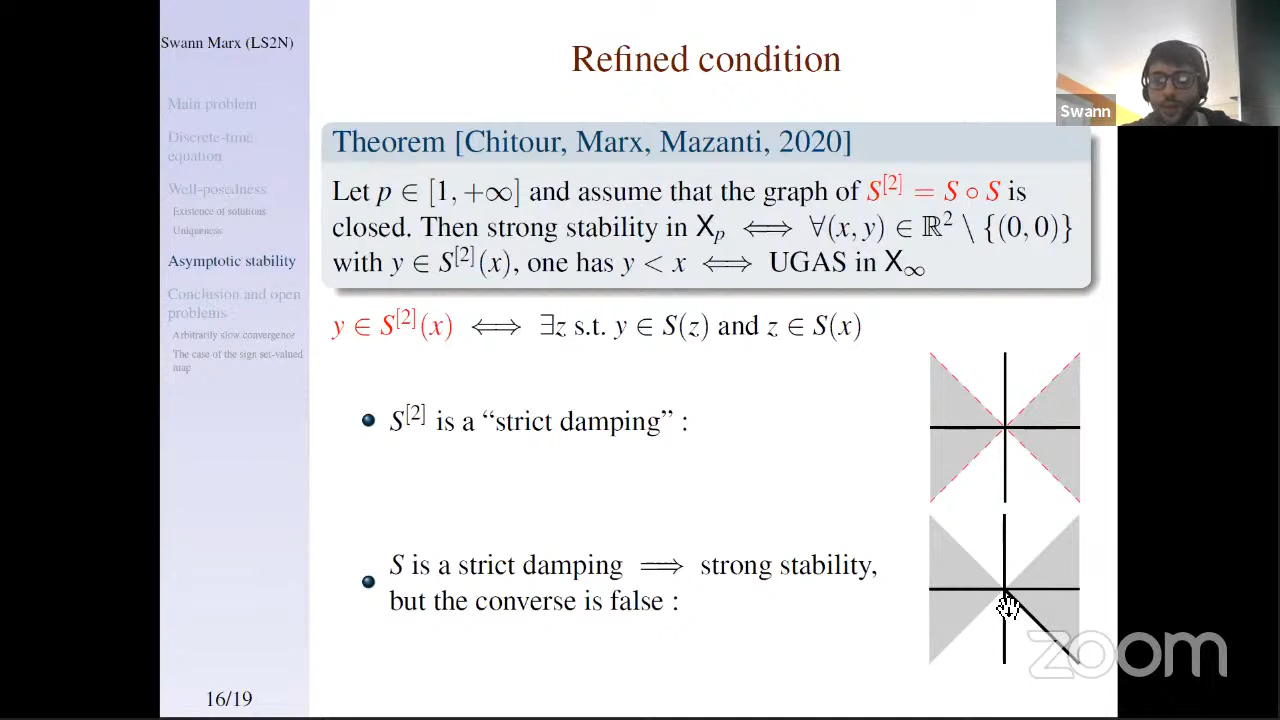 Swann Marx (LS2N)
Main problem
Discrete-time
equation
Well-posedness
Existence of solutions
Uniqueness
Asymptotic stability
Conclusion and open
problems
Arbitrarily slow convergence
The case of the sign set-valued
map
16/19
Refined condition
Swann
Theorem [Chitour, Marx, Mazanti, 2020]
Let p ∈ [1, +∞] and assume that the graph of S^[2] = S ∘ S is
closed. Then strong stability in X_p ⟺ ∀(x, y) ∈ ℝ² \ {(0, 0)}
with y ∈ S^[2](x), one has y < x ⟺ UGAS in X_∞
y ∈ S^[2](x) ⟺ ∃z s.t. y ∈ S(z) and z ∈ S(x)
S^[2] is a “strict damping” :
S is a strict damping ⟹ strong stability,
but the converse is false :
zoom